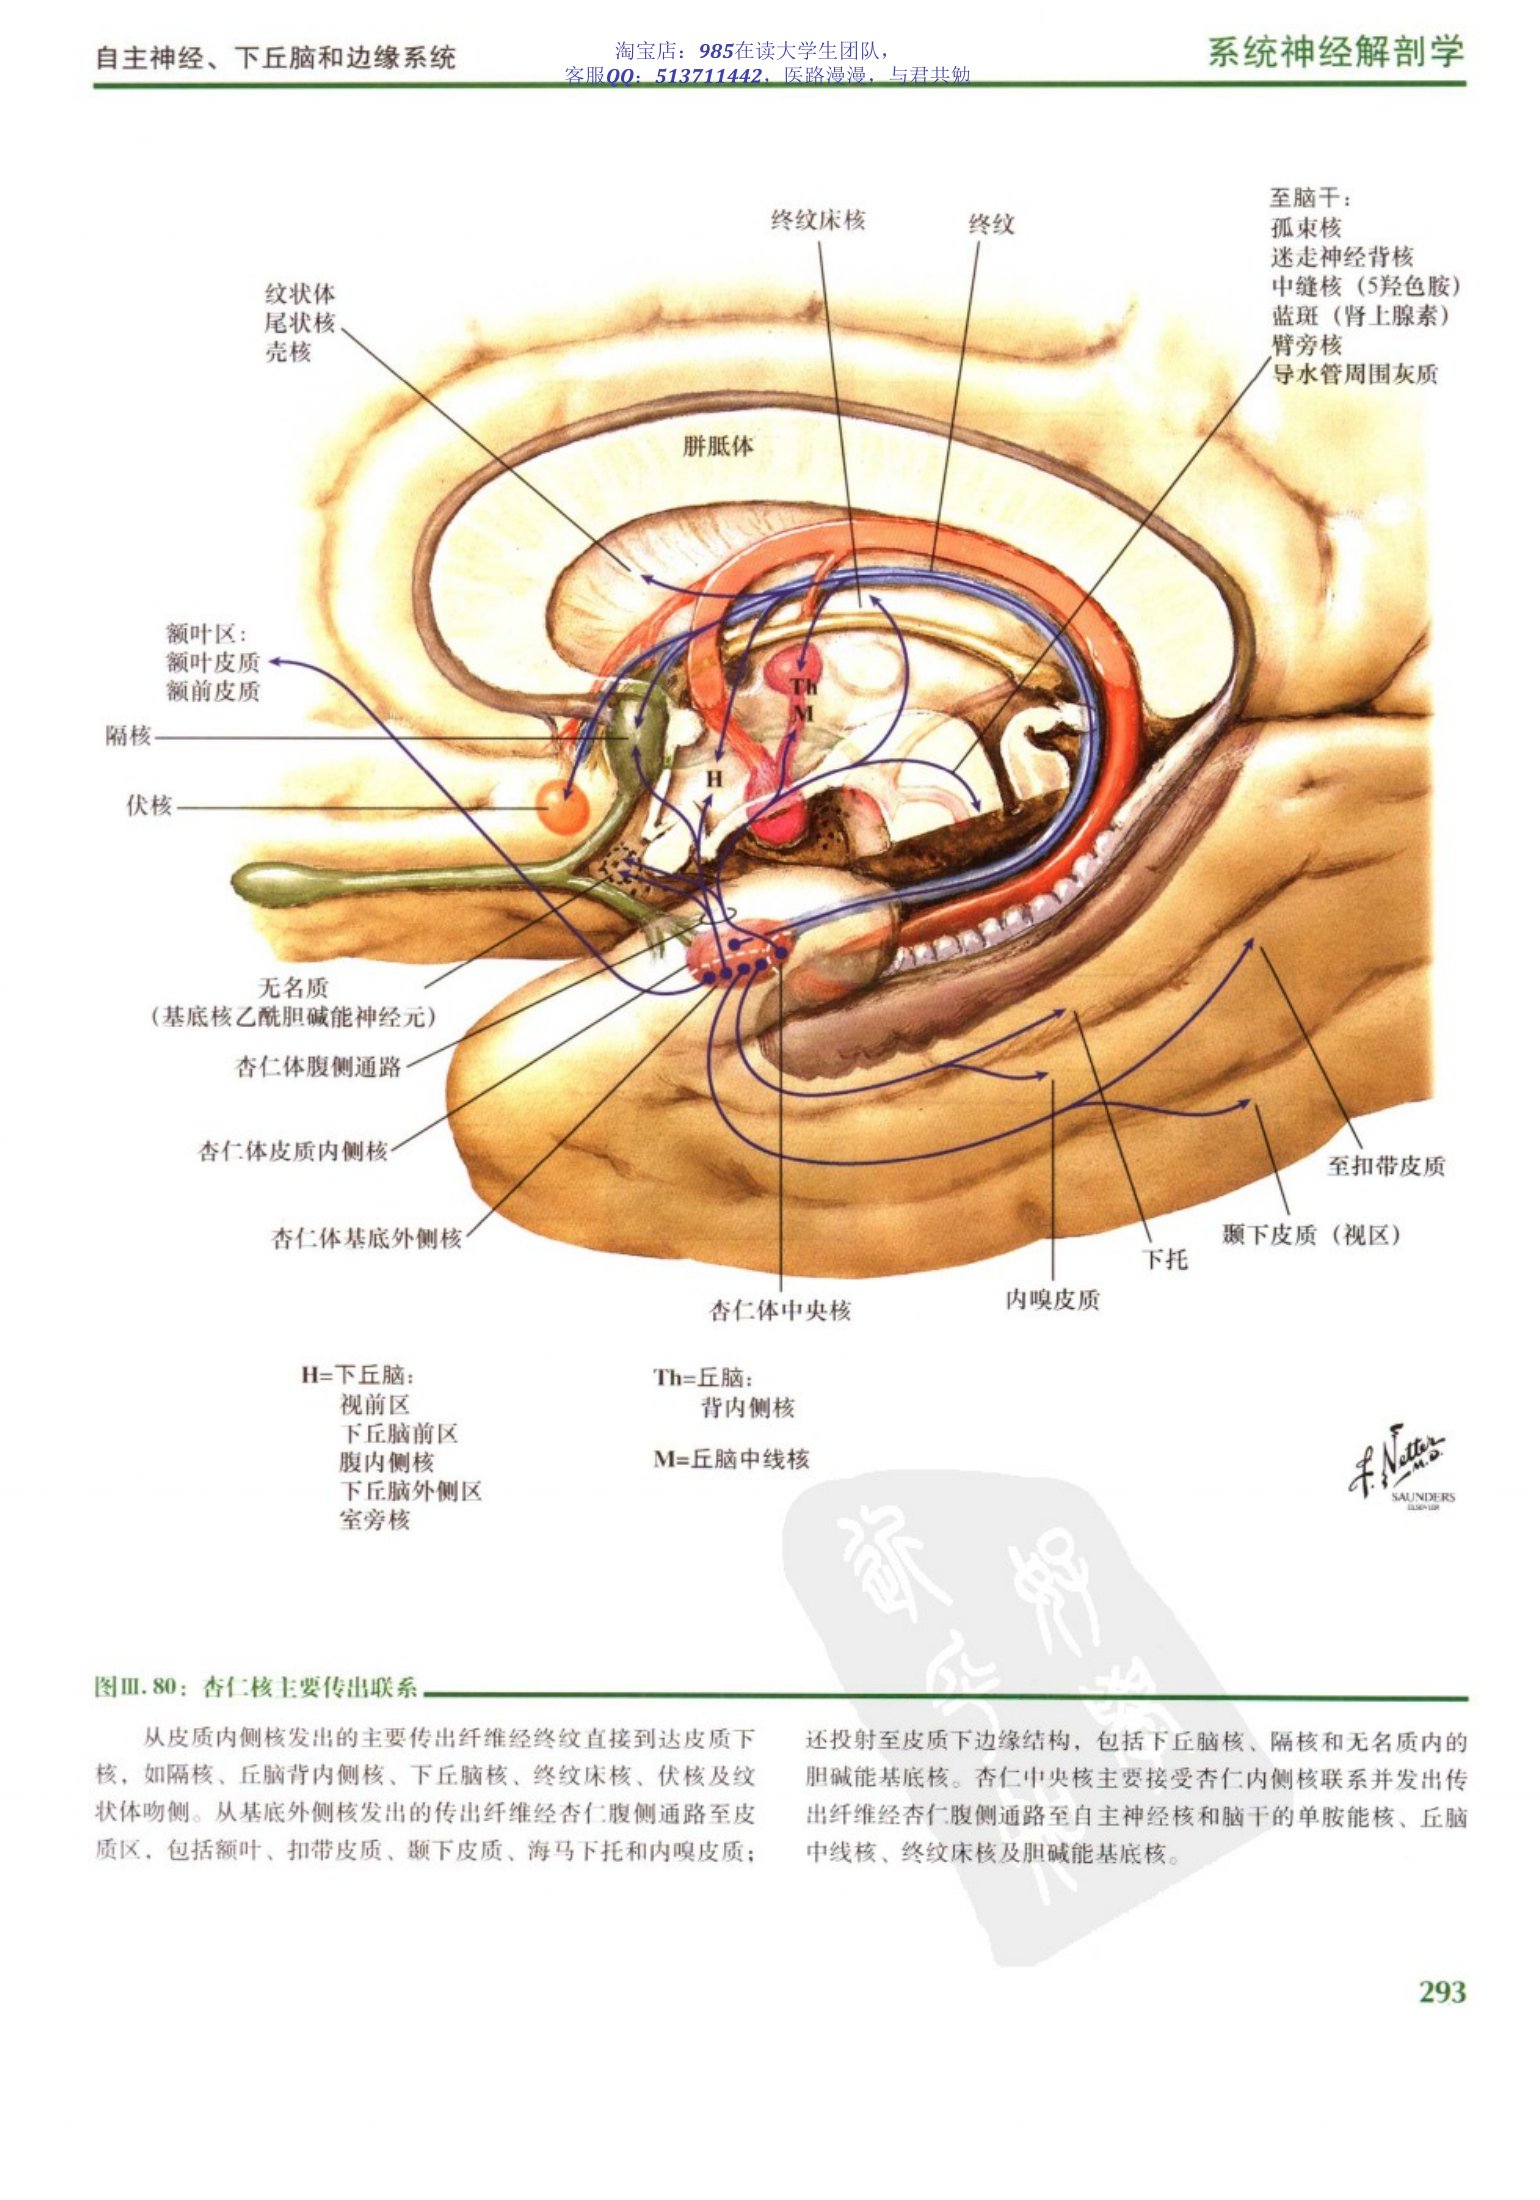 自主神经、下丘脑和边缘系统
淘宝店：985在读大学生团队，
客服QQ：513711442，医路漫漫，与君共勉
系统神经解剖学
终纹床核
终纹
至脑干：
孤束核
迷走神经背核
中缝核（5羟色胺）
蓝斑（肾上腺素）
臂旁核
导水管周围灰质
纹状体
尾状核
壳核
胼胝体
额叶区：
额叶皮质
额前皮质
隔核
伏核
Th
M
H
无名质
（基底核乙酰胆碱能神经元）
杏仁体腹侧通路
杏仁体皮质内侧核
杏仁体基底外侧核
杏仁体中央核
内嗅皮质
下托
颞下皮质（视区）
至扣带皮质
H=下丘脑：
视前区
下丘脑前区
腹内侧核
下丘脑外侧区
室旁核
Th=丘脑：
背内侧核
M=丘脑中线核
F. Netter
M.D.
SAUNDERS
ELSEVIER
图Ⅲ. 80：杏仁核主要传出联系
从皮质内侧核发出的主要传出纤维经终纹直接到达皮质下
核，如隔核、丘脑背内侧核、下丘脑核、终纹床核、伏核及纹
状体吻侧。从基底外侧核发出的传出纤维经杏仁腹侧通路至皮
质区，包括额叶、扣带皮质、颞下皮质、海马下托和内嗅皮质；
还投射至皮质下边缘结构，包括下丘脑核、隔核和无名质内的
胆碱能基底核。杏仁中央核主要接受杏仁内侧核联系并发出传
出纤维经杏仁腹侧通路至自主神经核和脑干的单胺能核、丘脑
中线核、终纹床核及胆碱能基底核。
293